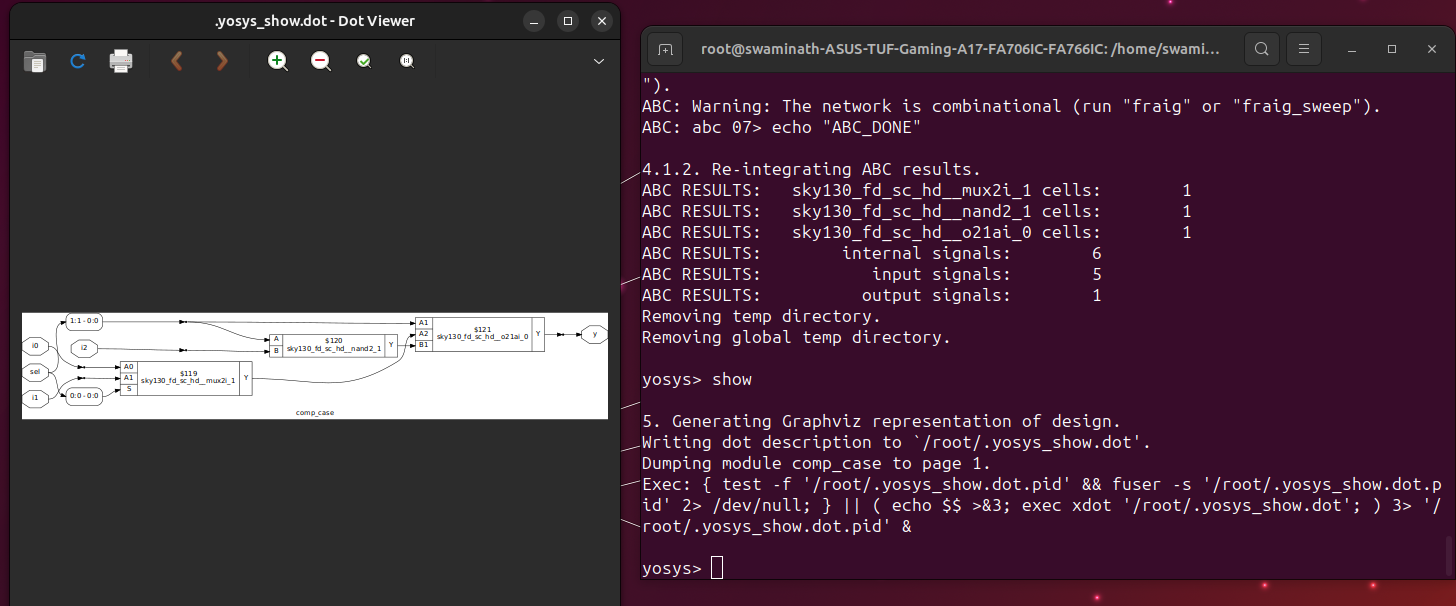 .yosys_show.dot - Dot Viewer
1:1 - 0:0
i0
i2
sel
i1
0:0 - 0:0
A0
A1
S
$119
sky130_fd_sc_hd__mux2i_1
Y
A
B
$120
sky130_fd_sc_hd__nand2_1
Y
A1
A2
B1
$121
sky130_fd_sc_hd__o21ai_0
Y
y
comp_case
root@swaminath-ASUS-TUF-Gaming-A17-FA706IC-FA766IC: /home/swami...
").
ABC: Warning: The network is combinational (run "fraig" or "fraig_sweep").
ABC: abc 07> echo "ABC_DONE"
4.1.2. Re-integrating ABC results.
ABC RESULTS:   sky130_fd_sc_hd__mux2i_1 cells:        1
ABC RESULTS:   sky130_fd_sc_hd__nand2_1 cells:        1
ABC RESULTS:   sky130_fd_sc_hd__o21ai_0 cells:        1
ABC RESULTS:        internal signals:        6
ABC RESULTS:           input signals:        5
ABC RESULTS:          output signals:        1
Removing temp directory.
Removing global temp directory.
yosys> show
5. Generating Graphviz representation of design.
Writing dot description to `/root/.yosys_show.dot'.
Dumping module comp_case to page 1.
Exec: { test -f '/root/.yosys_show.dot.pid' && fuser -s '/root/.yosys_show.dot.p
id' 2> /dev/null; } || ( echo $$ >&3; exec xdot '/root/.yosys_show.dot'; ) 3> '/
root/.yosys_show.dot.pid' &
yosys>